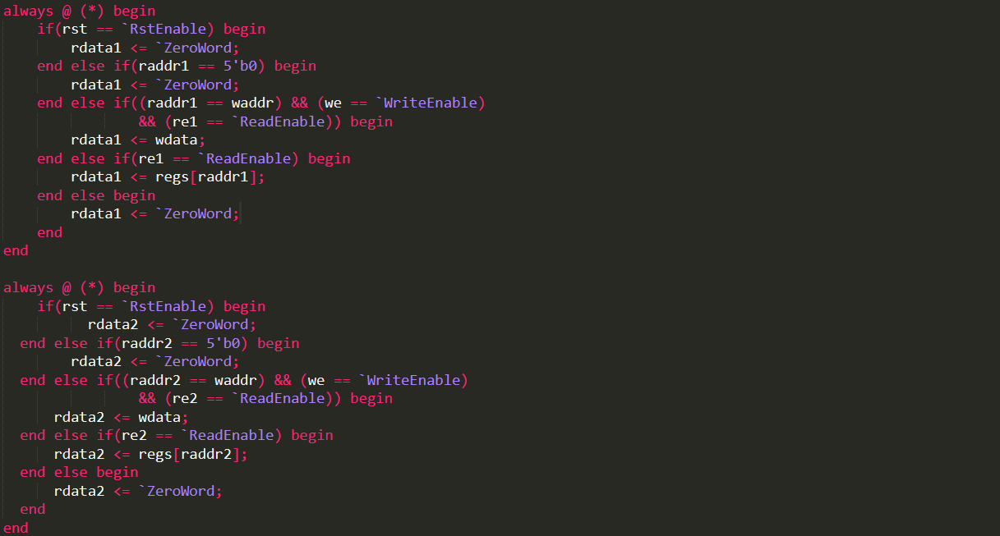 always @ (*) begin
    if(rst == `RstEnable) begin
        rdata1 <= `ZeroWord;
    end else if(raddr1 == 5'b0) begin
        rdata1 <= `ZeroWord;
    end else if((raddr1 == waddr) && (we == `WriteEnable)
                && (re1 == `ReadEnable)) begin
        rdata1 <= wdata;
    end else if(re1 == `ReadEnable) begin
        rdata1 <= regs[raddr1];
    end else begin
        rdata1 <= `ZeroWord;
    end
end

always @ (*) begin
    if(rst == `RstEnable) begin
          rdata2 <= `ZeroWord;
  end else if(raddr2 == 5'b0) begin
        rdata2 <= `ZeroWord;
  end else if((raddr2 == waddr) && (we == `WriteEnable)
                && (re2 == `ReadEnable)) begin
      rdata2 <= wdata;
  end else if(re2 == `ReadEnable) begin
      rdata2 <= regs[raddr2];
  end else begin
      rdata2 <= `ZeroWord;
  end
end